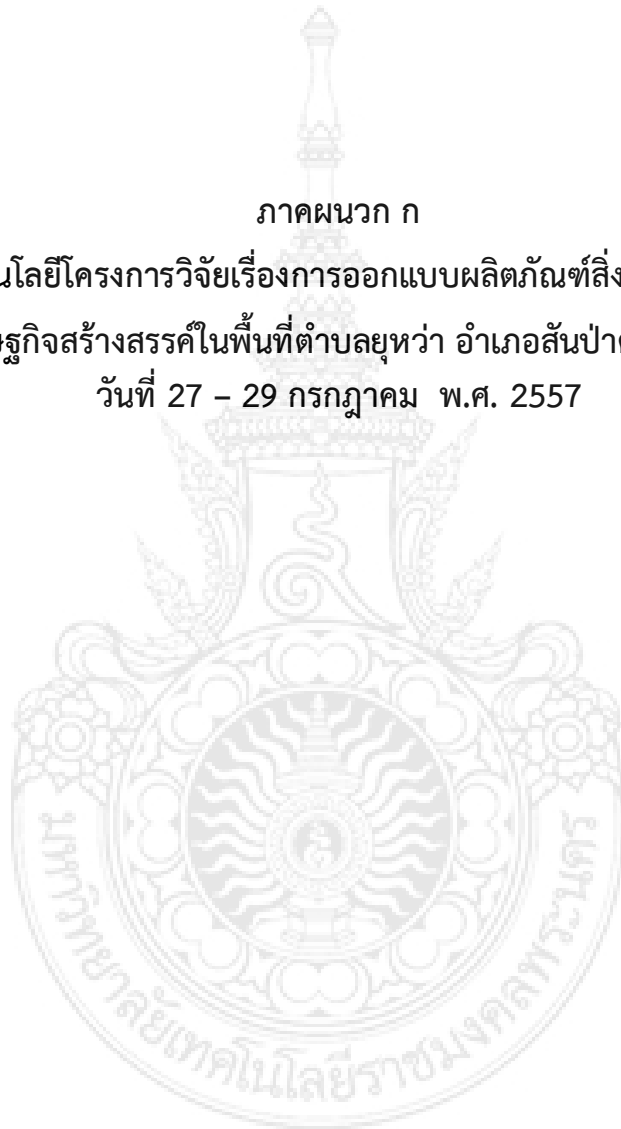 ภาคผนวก ก
นโลยีโครงการวิจัยเรื่องการออกแบบผลิตภัณฑ์สิ่ง
ษฐกิจสร้างสรรค์ในพื้นที่ตำบลยุหว่า อำเภอสันป่า
วันที่ 27 – 29 กรกฎาคม พ.ศ. 2557
มหาวิทยาลัยเทคโนโลยีราชมงคลพระนคร